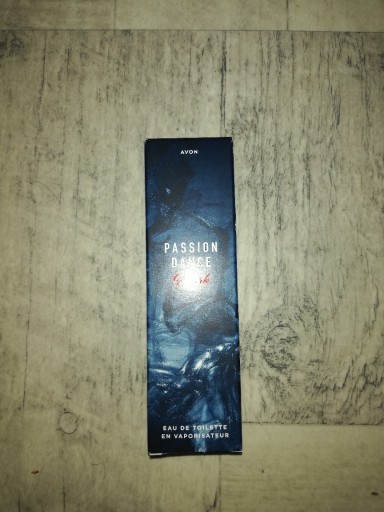 AVON
PASSION
DANCE
EAU DE TOILETTE
EN VAPORISATEUR